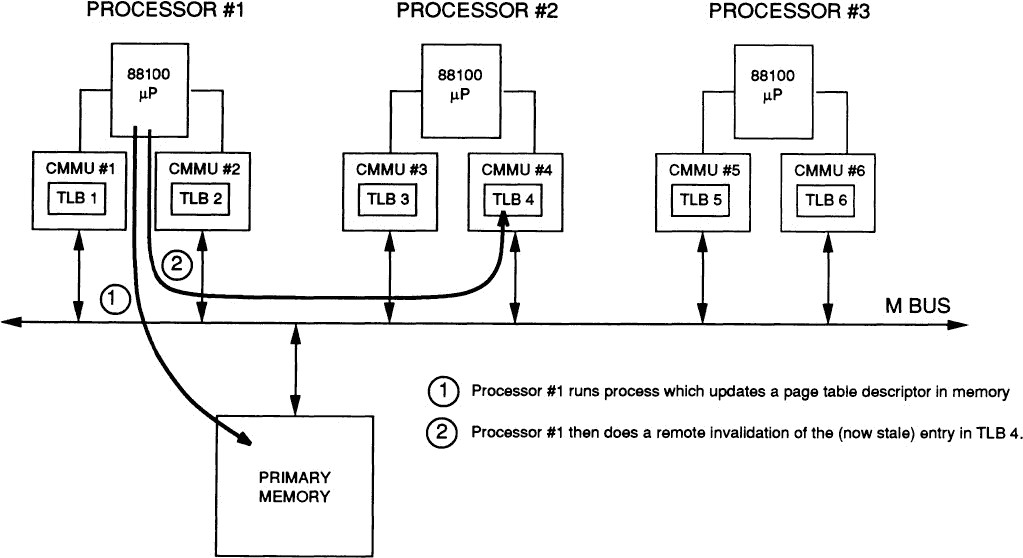 PROCESSOR #1
PROCESSOR #2
PROCESSOR #3
88100
µP
88100
µP
88100
µP
CMMU #1
TLB 1
CMMU #2
TLB 2
CMMU #3
TLB 3
CMMU #4
TLB 4
CMMU #5
TLB 5
CMMU #6
TLB 6
2
1
M BUS
1 Processor #1 runs process which updates a page table descriptor in memory
2 Processor #1 then does a remote invalidation of the (now stale) entry in TLB 4.
PRIMARY
MEMORY